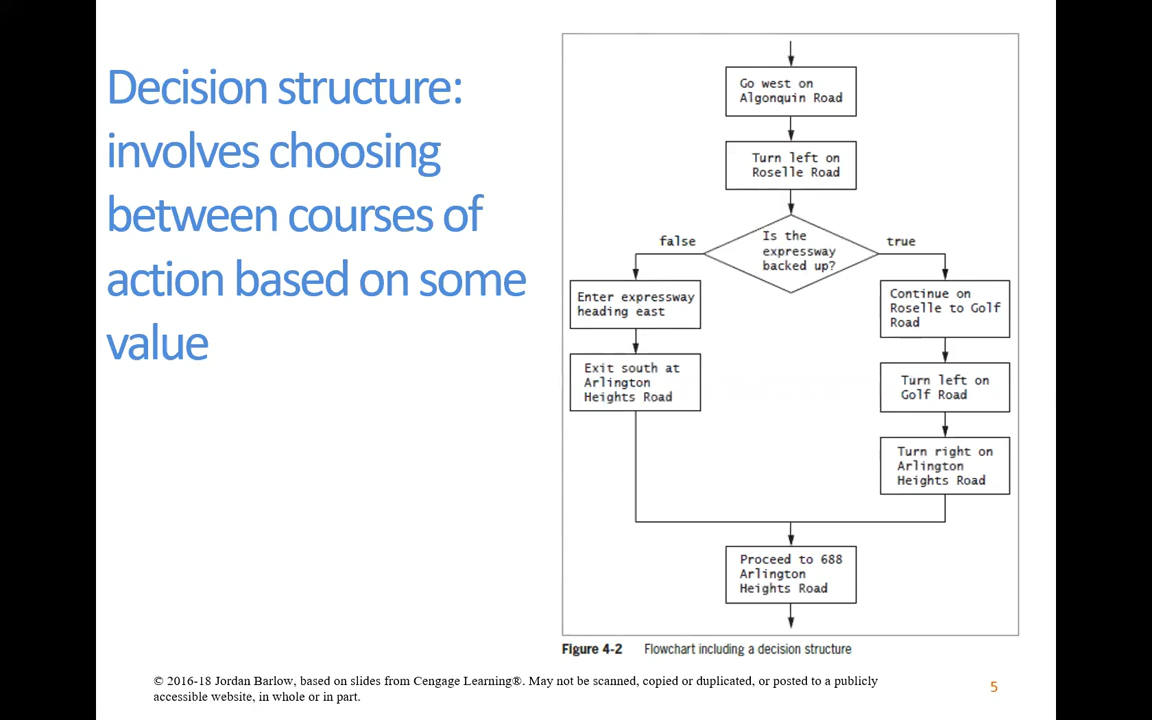 Decision structure:
involves choosing
between courses of
action based on some
value
Go west on
Algonquin Road
Turn left on
Roselle Road
Is the
expressway
backed up?
false
true
Enter expressway
heading east
Exit south at
Arlington
Heights Road
Continue on
Roselle to Golf
Road
Turn left on
Golf Road
Turn right on
Arlington
Heights Road
Proceed to 688
Arlington
Heights Road
Figure 4-2 Flowchart including a decision structure
© 2016-18 Jordan Barlow, based on slides from Cengage Learning®. May not be scanned, copied or duplicated, or posted to a publicly
accessible website, in whole or in part.
5